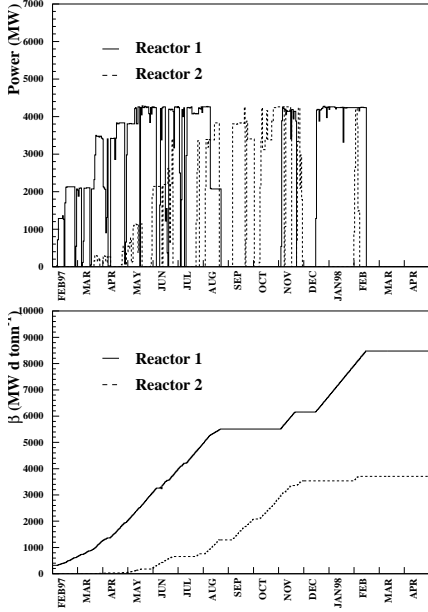 Power (MW)
7000
6000
5000
4000
3000
2000
1000
0
Reactor 1
Reactor 2
FEB97
MAR
APR
MAY
JUN
JUL
AUG
SEP
OCT
NOV
DEC
JAN98
FEB
MAR
APR
β (MW d tonn⁻¹)
10000
9000
8000
7000
6000
5000
4000
3000
2000
1000
0
Reactor 1
Reactor 2
FEB97
MAR
APR
MAY
JUN
JUL
AUG
SEP
OCT
NOV
DEC
JAN98
FEB
MAR
APR